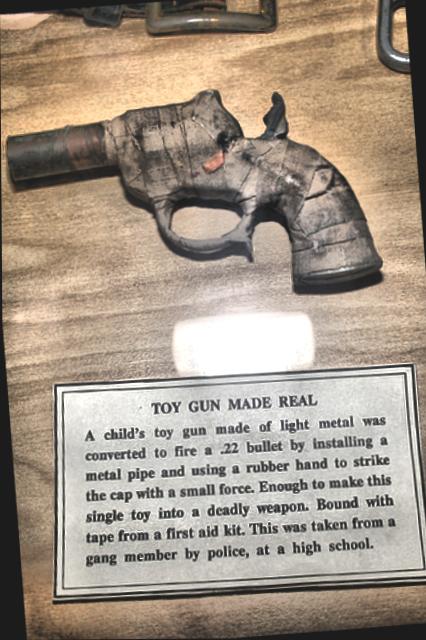 TOY GUN MADE REAL
A child's toy gun made of light metal was
converted to fire a .22 bullet by installing a
metal pipe and using a rubber hand to strike
the cap with a small force. Enough to make this
single toy into a deadly weapon. Bound with
tape from a first aid kit. This was taken from a
gang member by police, at a high school.